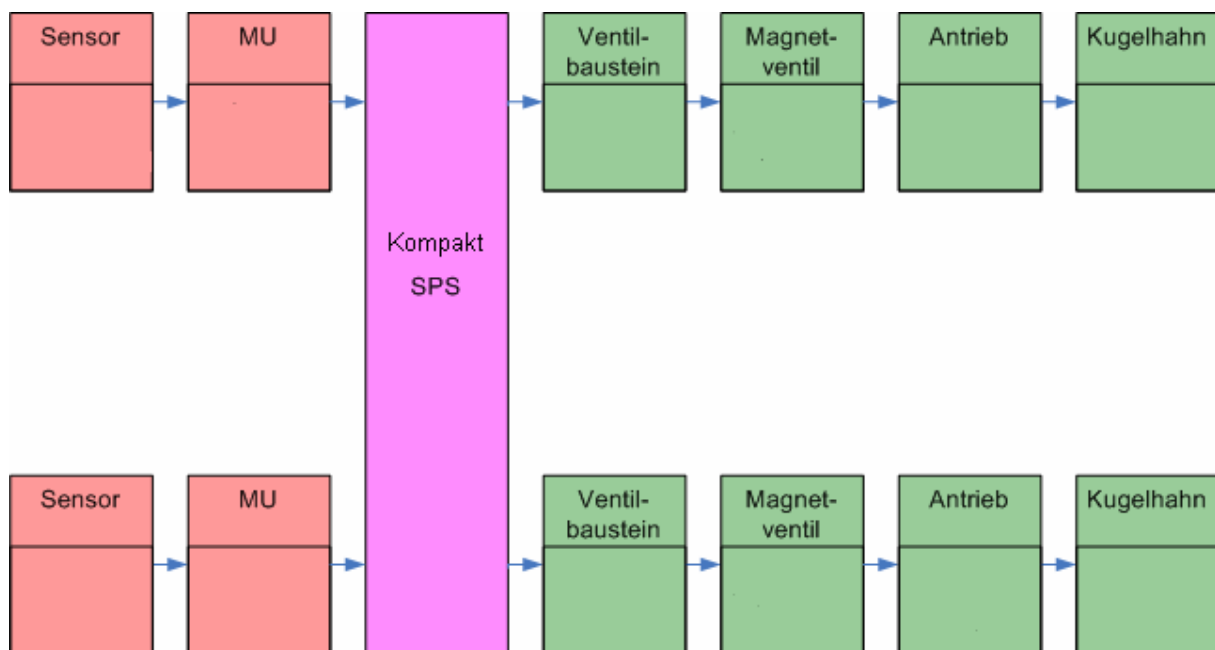 Sensor
MU
Ventil-
baustein
Magnet-
ventil
Antrieb
Kugelhahn
Kompakt
SPS
Sensor
MU
Ventil-
baustein
Magnet-
ventil
Antrieb
Kugelhahn